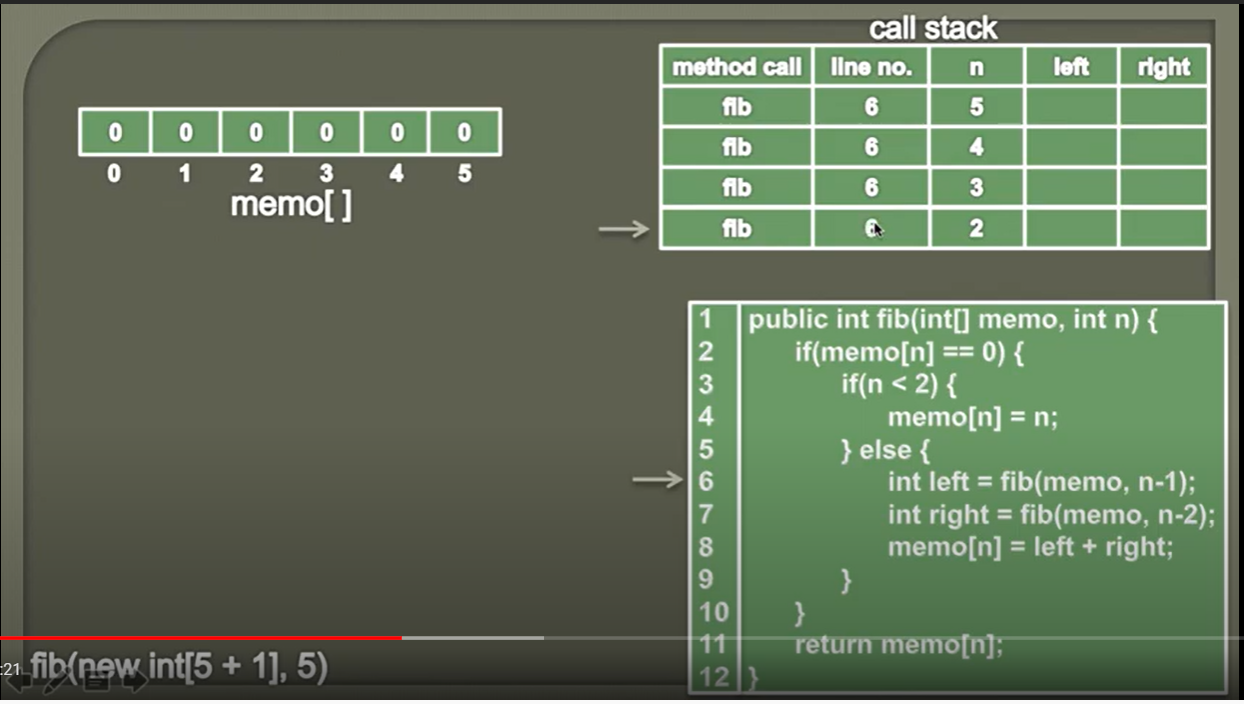 call stack
method call line no. n left right
fib 6 5
fib 6 4
fib 6 3
fib 6 2
0 0 0 0 0 0
0 1 2 3 4 5
memo[ ]
1 public int fib(int[] memo, int n) {
2 if(memo[n] == 0) {
3 if(n < 2) {
4 memo[n] = n;
5 } else {
6 int left = fib(memo, n-1);
7 int right = fib(memo, n-2);
8 memo[n] = left + right;
9 }
10 }
11 return memo[n];
12 }
:21
fib(new int[5 + 1], 5)